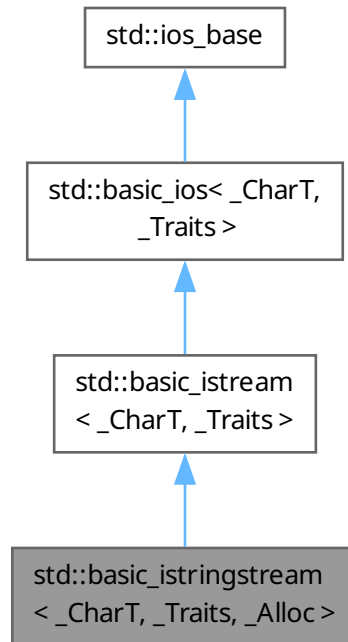 std::ios_base
std::basic_ios< _CharT,
_Traits >
std::basic_istream
< _CharT, _Traits >
std::basic_istringstream
< _CharT, _Traits, _Alloc >